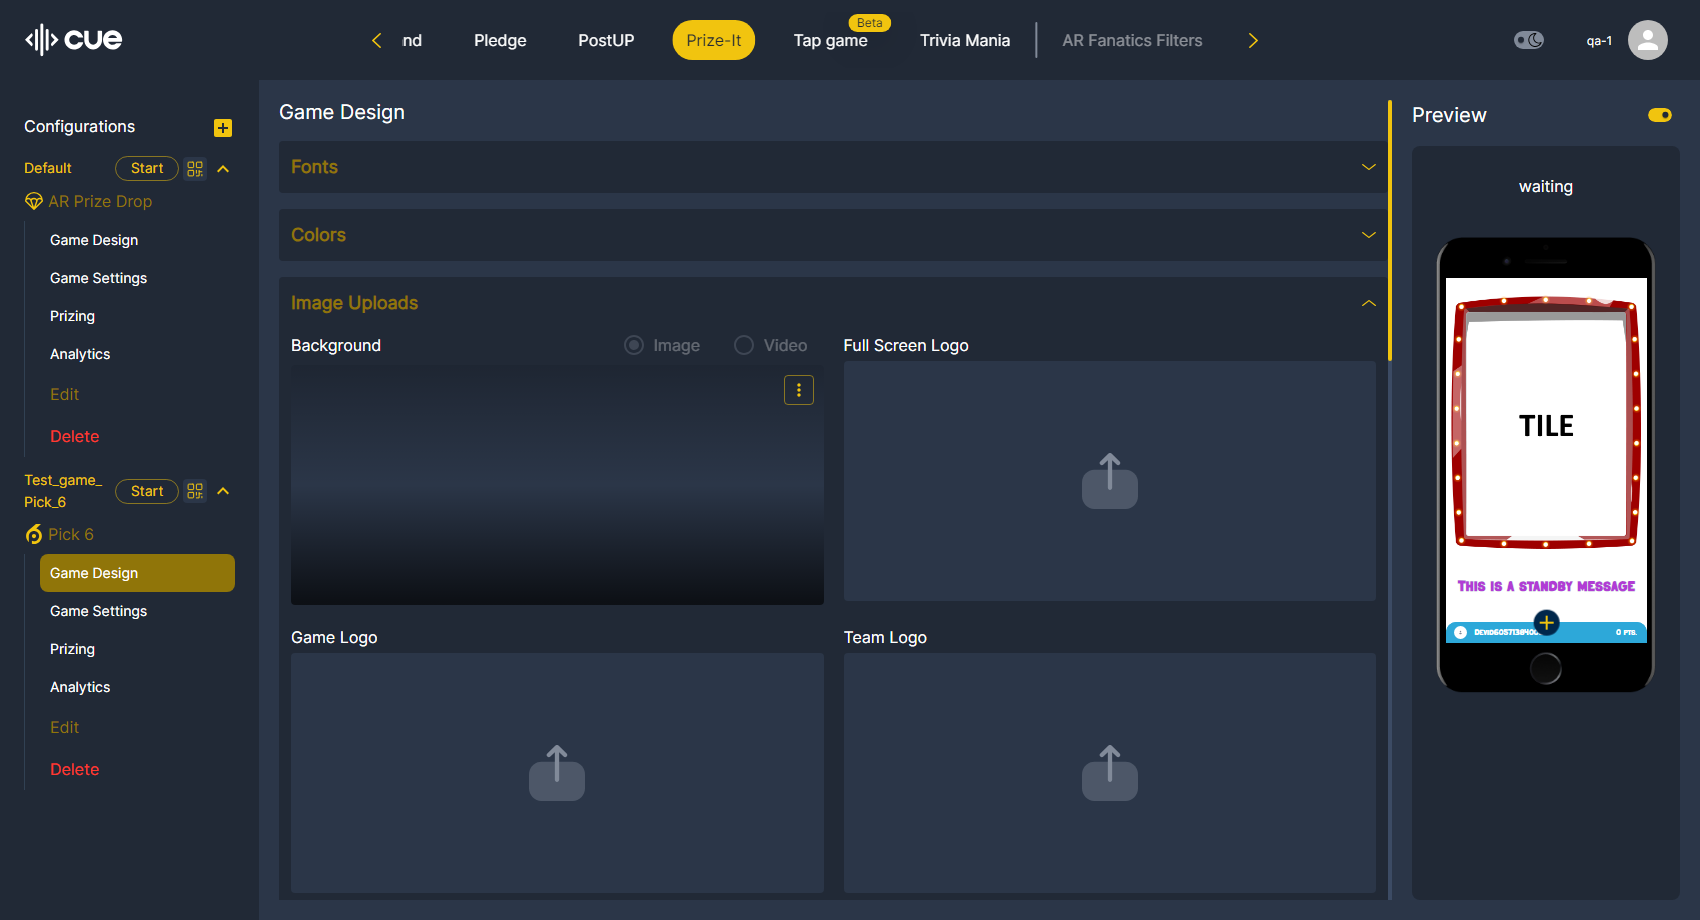 cue
nd
Pledge
PostUP
Prize-It
Beta
Tap game
Trivia Mania
AR Fanatics Filters
qa-1
Configurations
Default
Start
AR Prize Drop
Game Design
Game Settings
Prizing
Analytics
Edit
Delete
Test_game_
Pick_6
Start
Pick 6
Game Design
Game Settings
Prizing
Analytics
Edit
Delete
Game Design
Fonts
Colors
Image Uploads
Background
Image
Video
Full Screen Logo
Game Logo
Team Logo
Preview
waiting
TILE
This is a standby message
0 pts.